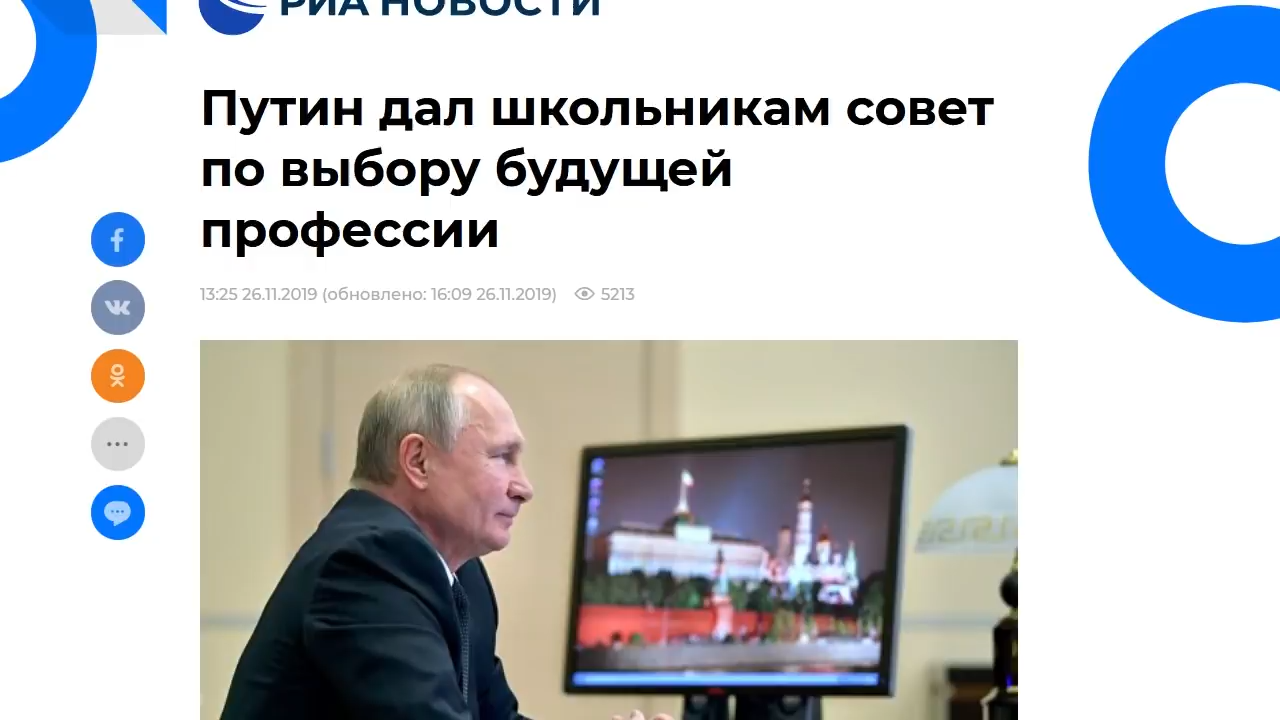 РИА НОВОСТИ
Путин дал школьникам совет
по выбору будущей
профессии
13:25 26.11.2019 (обновлено: 16:09 26.11.2019) 5213